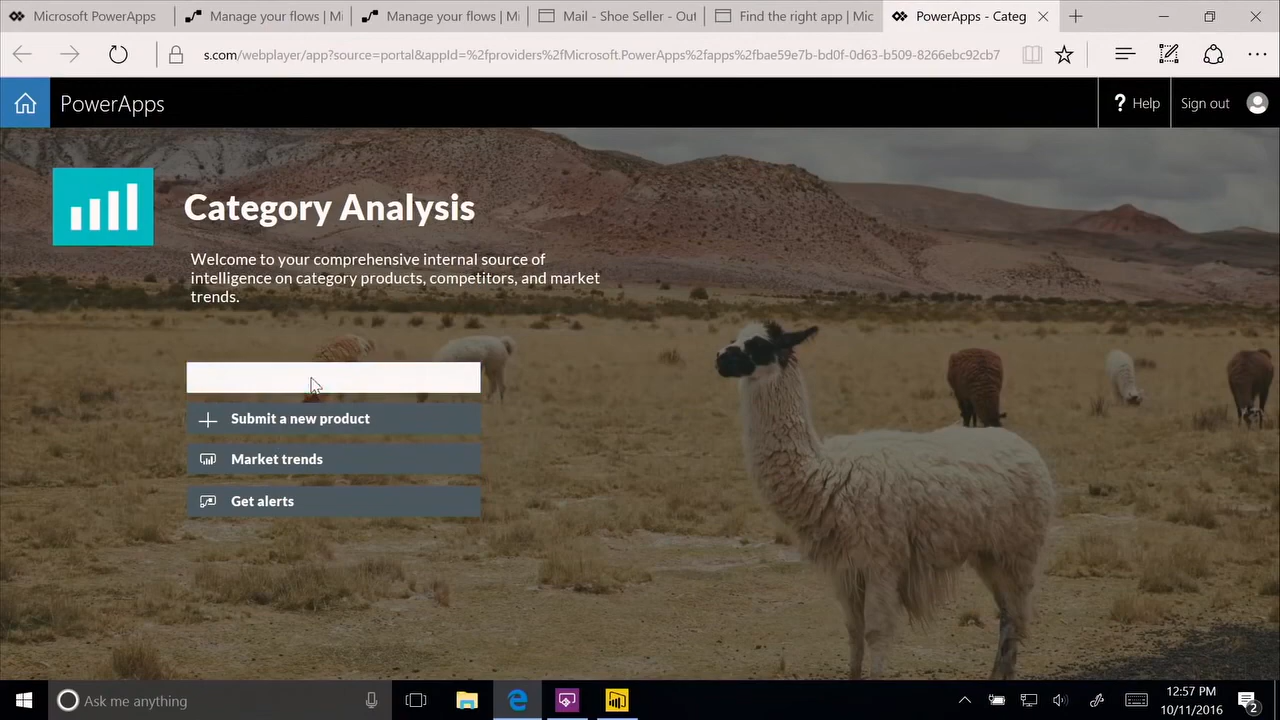 Microsoft PowerApps
Manage your flows | Mi
Manage your flows | Mi
Mail - Shoe Seller - Out
Find the right app | Mic
PowerApps - Categ
s.com/webplayer/app?source=portal&appId=%2fproviders%2fMicrosoft.PowerApps%2fapps%2fbae59e7b-bd0f-0d63-b509-8266ebc92cb7
PowerApps
? Help
Sign out
Category Analysis
Welcome to your comprehensive internal source of
intelligence on category products, competitors, and market
trends.
Submit a new product
Market trends
Get alerts
Ask me anything
12:57 PM
10/11/2016
2